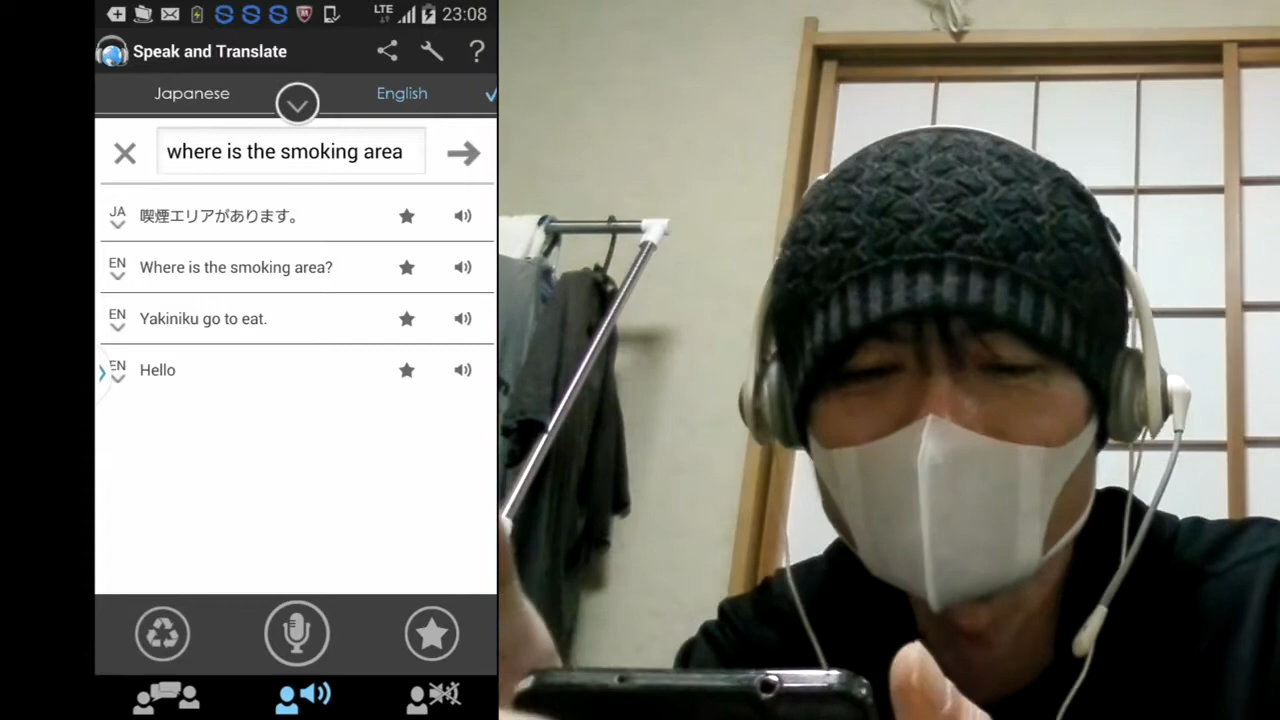 LTE 23:08
Speak and Translate ?
Japanese English
where is the smoking area
JA 喫煙エリアがあります。
EN Where is the smoking area?
EN Yakiniku go to eat.
EN Hello